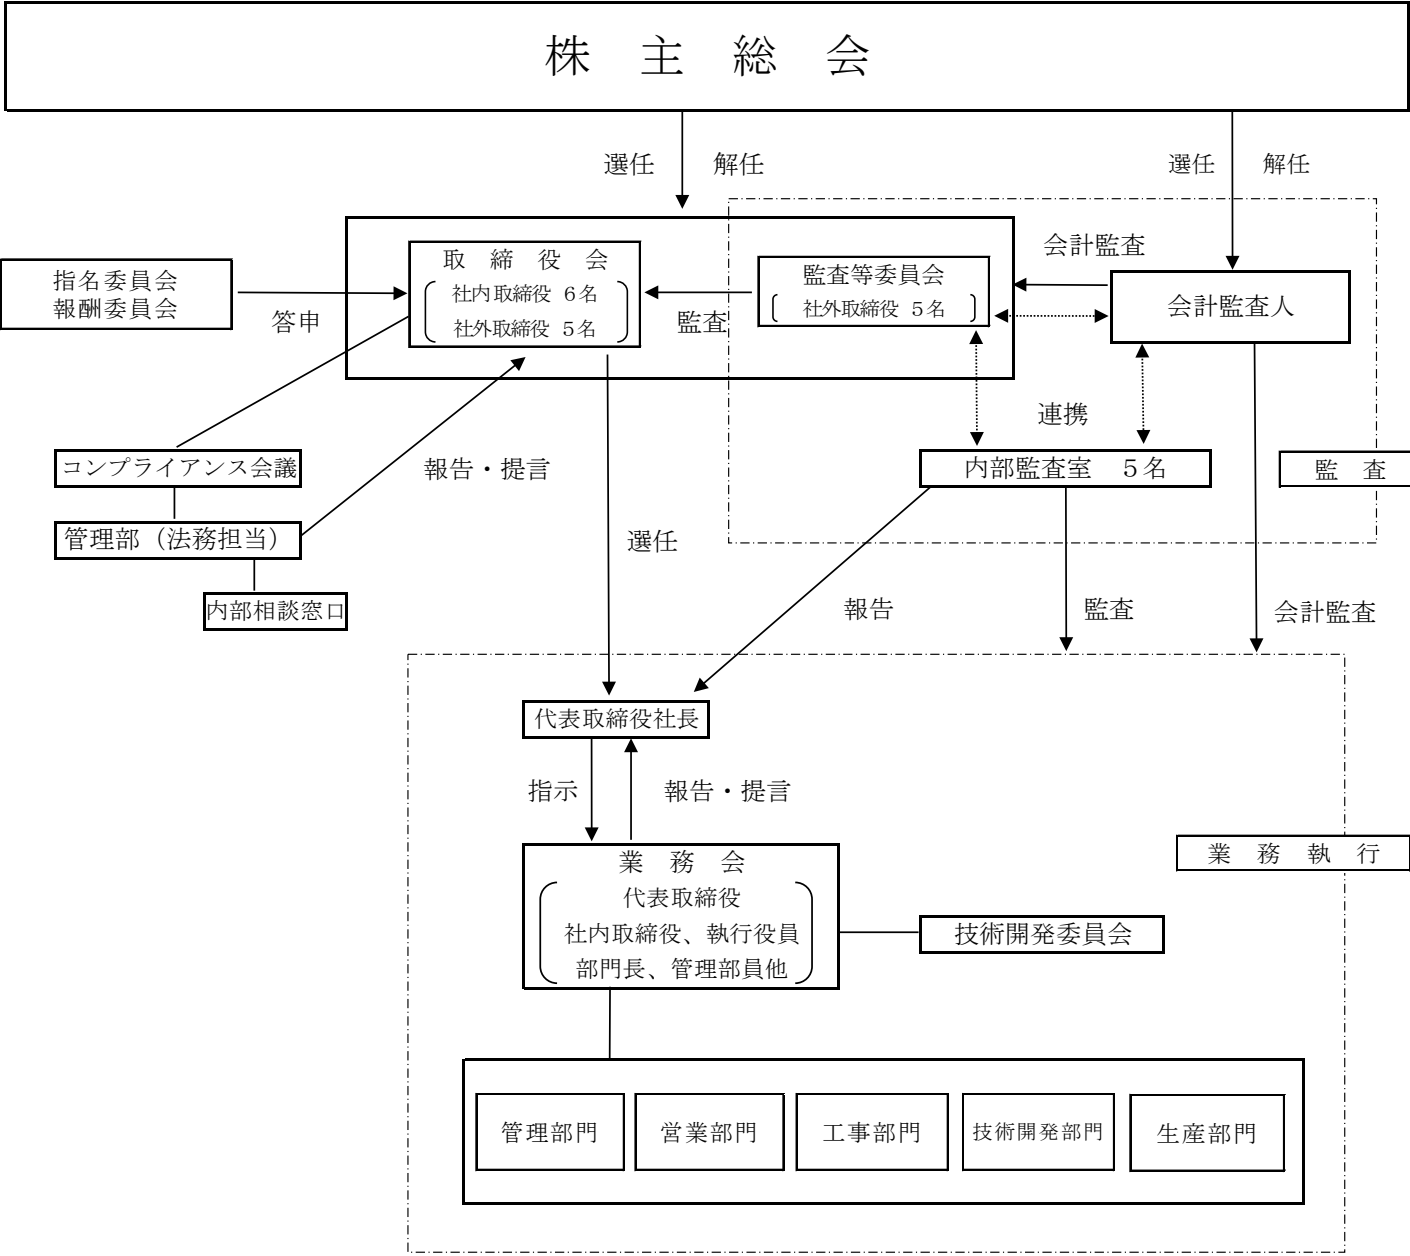 株　主　総　会
選任　　解任
選任　　解任
指名委員会
報酬委員会
答申
取　締　役　会
社内取締役 ６名
社外取締役 ５名
監査
監査等委員会
社外取締役 ５名
会計監査
会計監査人
連携
コンプライアンス会議
管理部（法務担当）
内部相談窓口
報告・提言
選任
内部監査室　５名
監　査
報告
監査
会計監査
代表取締役社長
指示
報告・提言
業　務　会
代表取締役
社内取締役、執行役員
部門長、管理部員他
業　務　執　行
技術開発委員会
管理部門
営業部門
工事部門
技術開発部門
生産部門